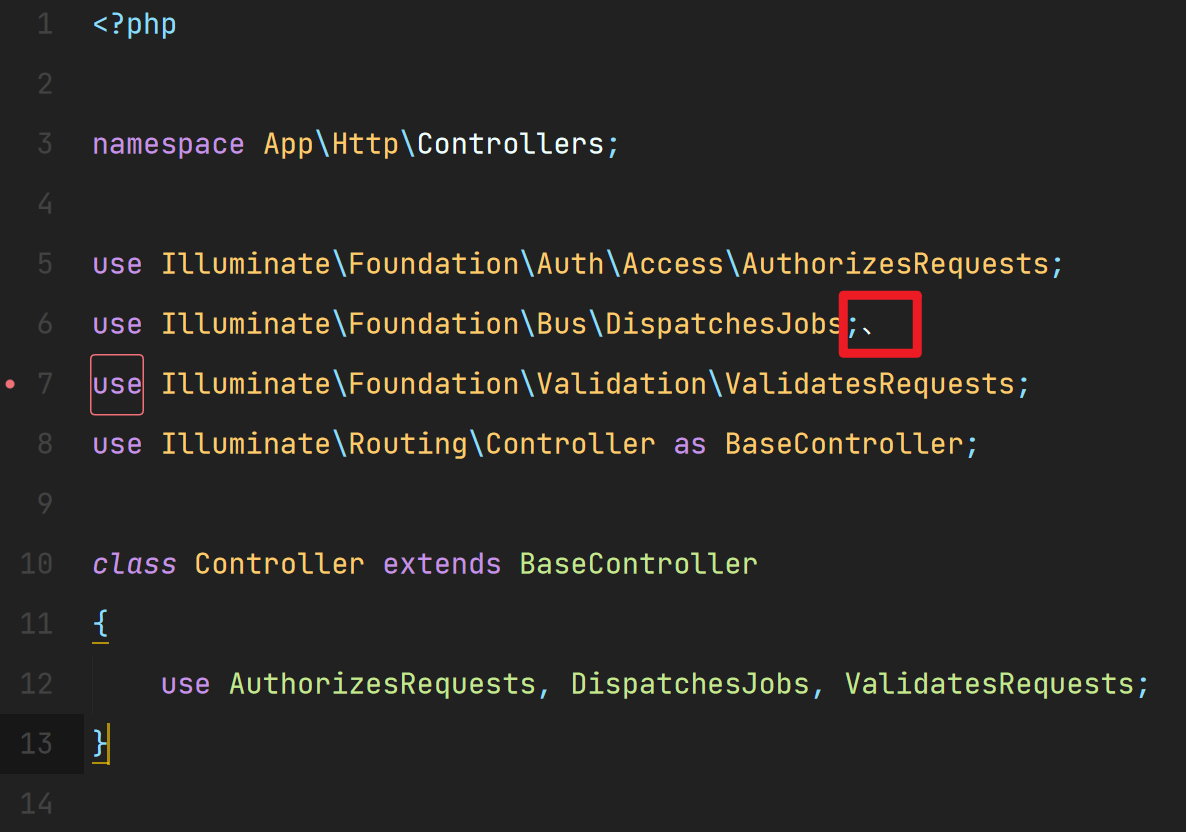 1 <?php
2
3 namespace App\Http\Controllers;
4
5 use Illuminate\Foundation\Auth\Access\AuthorizesRequests;
6 use Illuminate\Foundation\Bus\DispatchesJobs;、
7 use Illuminate\Foundation\Validation\ValidatesRequests;
8 use Illuminate\Routing\Controller as BaseController;
9
10 class Controller extends BaseController
11 {
12     use AuthorizesRequests, DispatchesJobs, ValidatesRequests;
13 }
14